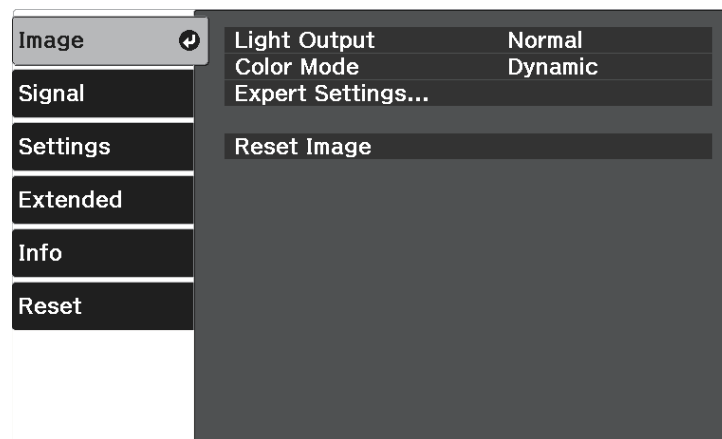 Image
Signal
Settings
Extended
Info
Reset
Light Output Normal
Color Mode Dynamic
Expert Settings...
Reset Image